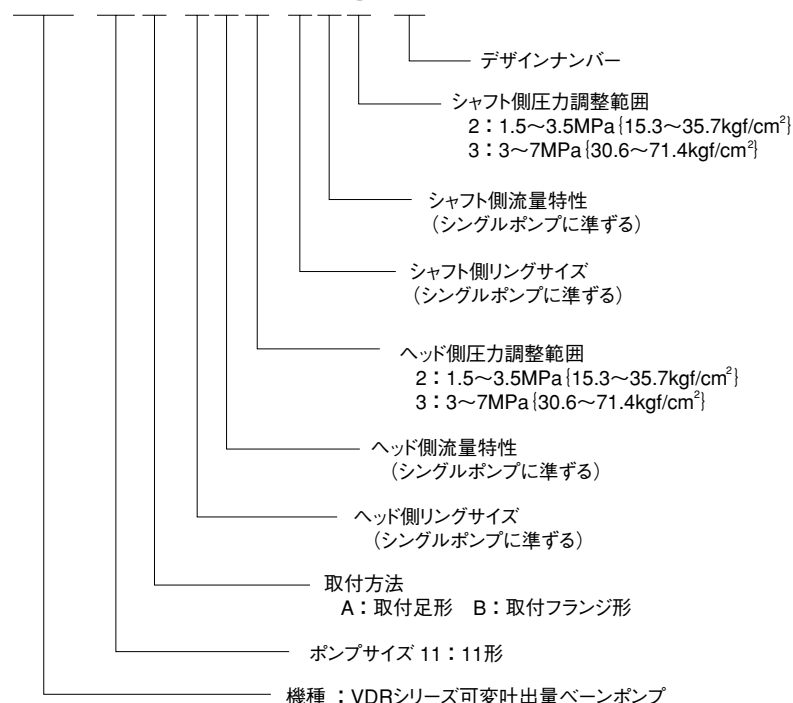 デザインナンバー
シャフト側圧力調整範囲
2：1.5～3.5MPa{15.3～35.7kgf/cm²}
3：3～7MPa{30.6～71.4kgf/cm²}
シャフト側流量特性
（シングルポンプに準ずる）
シャフト側リングサイズ
（シングルポンプに準ずる）
ヘッド側圧力調整範囲
2：1.5～3.5MPa{15.3～35.7kgf/cm²}
3：3～7MPa{30.6～71.4kgf/cm²}
ヘッド側流量特性
（シングルポンプに準ずる）
ヘッド側リングサイズ
（シングルポンプに準ずる）
取付方法
A：取付足形　B：取付フランジ形
ポンプサイズ 11：11形
機種 ：VDRシリーズ可変吐出量ベーンポンプ